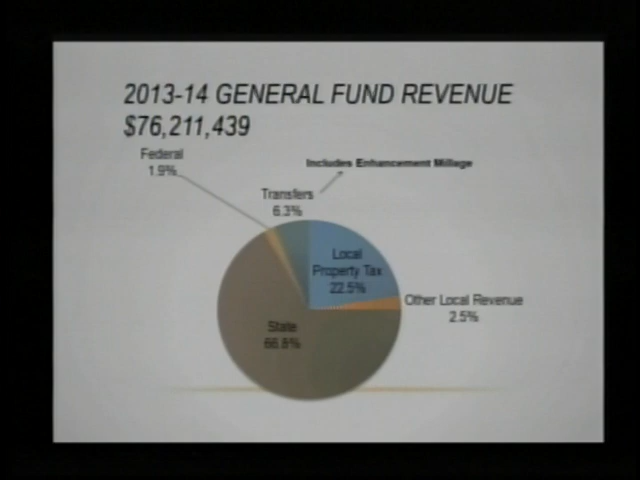 2013-14 GENERAL FUND REVENUE
$76,211,439
Federal
1.9%
Includes Enhancement Millage
Transfers
6.3%
Local
Property Tax
22.5%
Other Local Revenue
2.5%
State
66.8%